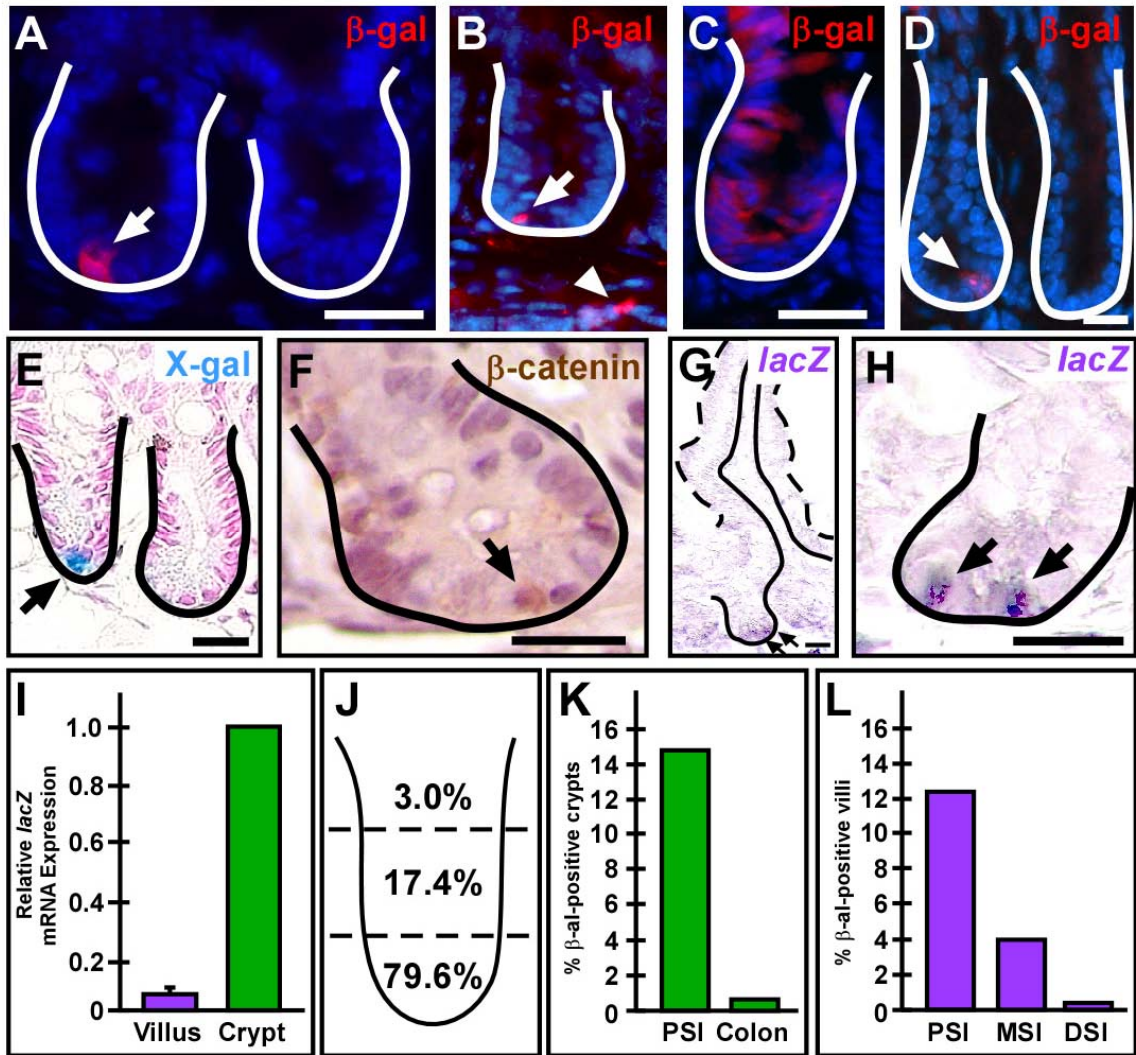 A β-gal
B β-gal
C β-gal
D β-gal
E X-gal
F β-catenin
G lacZ
H lacZ
I
Relative lacZ
mRNA Expression
1.0
0.8
0.6
0.4
0.2
0
Villus Crypt
J
3.0%
17.4%
79.6%
K
% β-al-positive crypts
16
14
12
10
8
6
4
2
0
PSI Colon
L
% β-al-positive villi
16
14
12
10
8
6
4
2
0
PSI MSI DSI